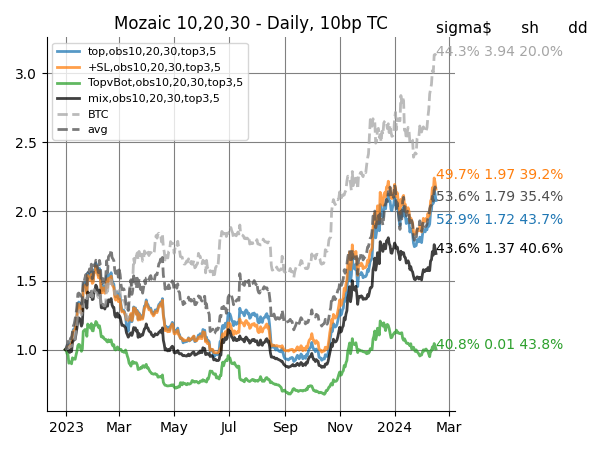 Mozaic 10,20,30 - Daily, 10bp TC
sigma$ sh dd
top,obs10,20,30,top3,5
+SL,obs10,20,30,top3,5
TopvBot,obs10,20,30,top3,5
mix,obs10,20,30,top3,5
BTC
avg
44.3% 3.94 20.0%
49.7% 1.97 39.2%
53.6% 1.79 35.4%
52.9% 1.72 43.7%
43.6% 1.37 40.6%
40.8% 0.01 43.8%
3.0
2.5
2.0
1.5
1.0
2023 Mar May Jul Sep Nov 2024 Mar